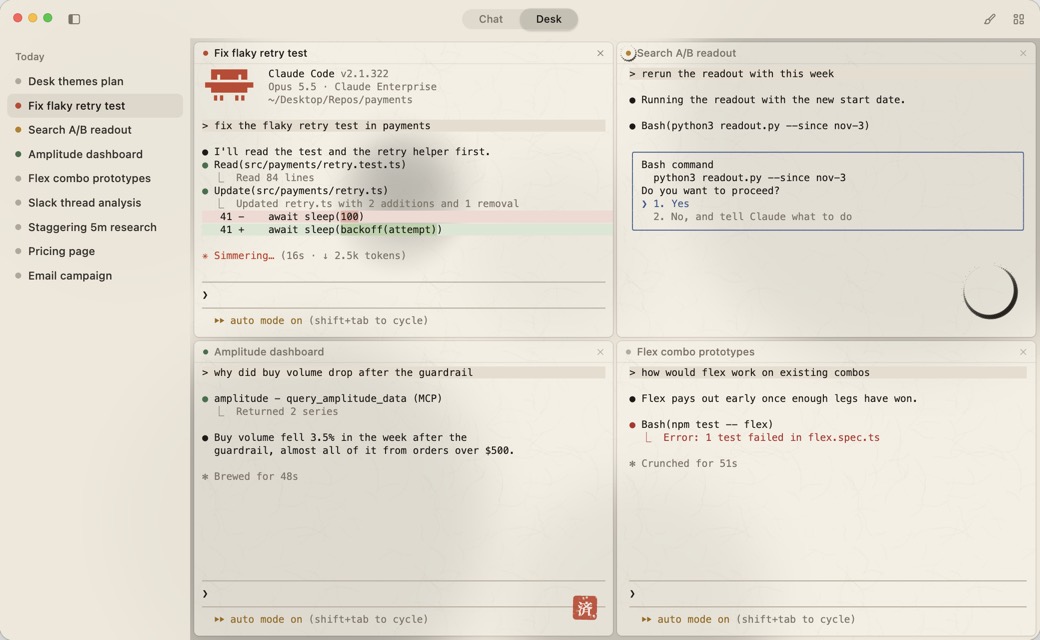 Chat
Desk
Today
Desk themes plan
Fix flaky retry test
Search A/B readout
Amplitude dashboard
Flex combo prototypes
Slack thread analysis
Staggering 5m research
Pricing page
Email campaign
Fix flaky retry test
Claude Code v2.1.322
Opus 5.5 · Claude Enterprise
~/Desktop/Repos/payments
> fix the flaky retry test in payments
● I'll read the test and the retry helper first.
● Read(src/payments/retry.test.ts)
⎿ Read 84 lines
● Update(src/payments/retry.ts)
⎿ Updated retry.ts with 2 additions and 1 removal
41 - await sleep(100)
41 + await sleep(backoff(attempt))
✳ Simmering… (16s · ↓ 2.5k tokens)
❯
⏵⏵ auto mode on (shift+tab to cycle)
Search A/B readout
> rerun the readout with this week
● Running the readout with the new start date.
● Bash(python3 readout.py --since nov-3)
Bash command
python3 readout.py --since nov-3
Do you want to proceed?
❯ 1. Yes
2. No, and tell Claude what to do
Amplitude dashboard
> why did buy volume drop after the guardrail
● amplitude - query_amplitude_data (MCP)
⎿ Returned 2 series
● Buy volume fell 3.5% in the week after the
guardrail, almost all of it from orders over $500.
✻ Brewed for 48s
❯
⏵⏵ auto mode on (shift+tab to cycle)
済
Flex combo prototypes
> how would flex work on existing combos
● Flex pays out early once enough legs have won.
● Bash(npm test -- flex)
⎿ Error: 1 test failed in flex.spec.ts
✻ Crunched for 51s
❯
⏵⏵ auto mode on (shift+tab to cycle)